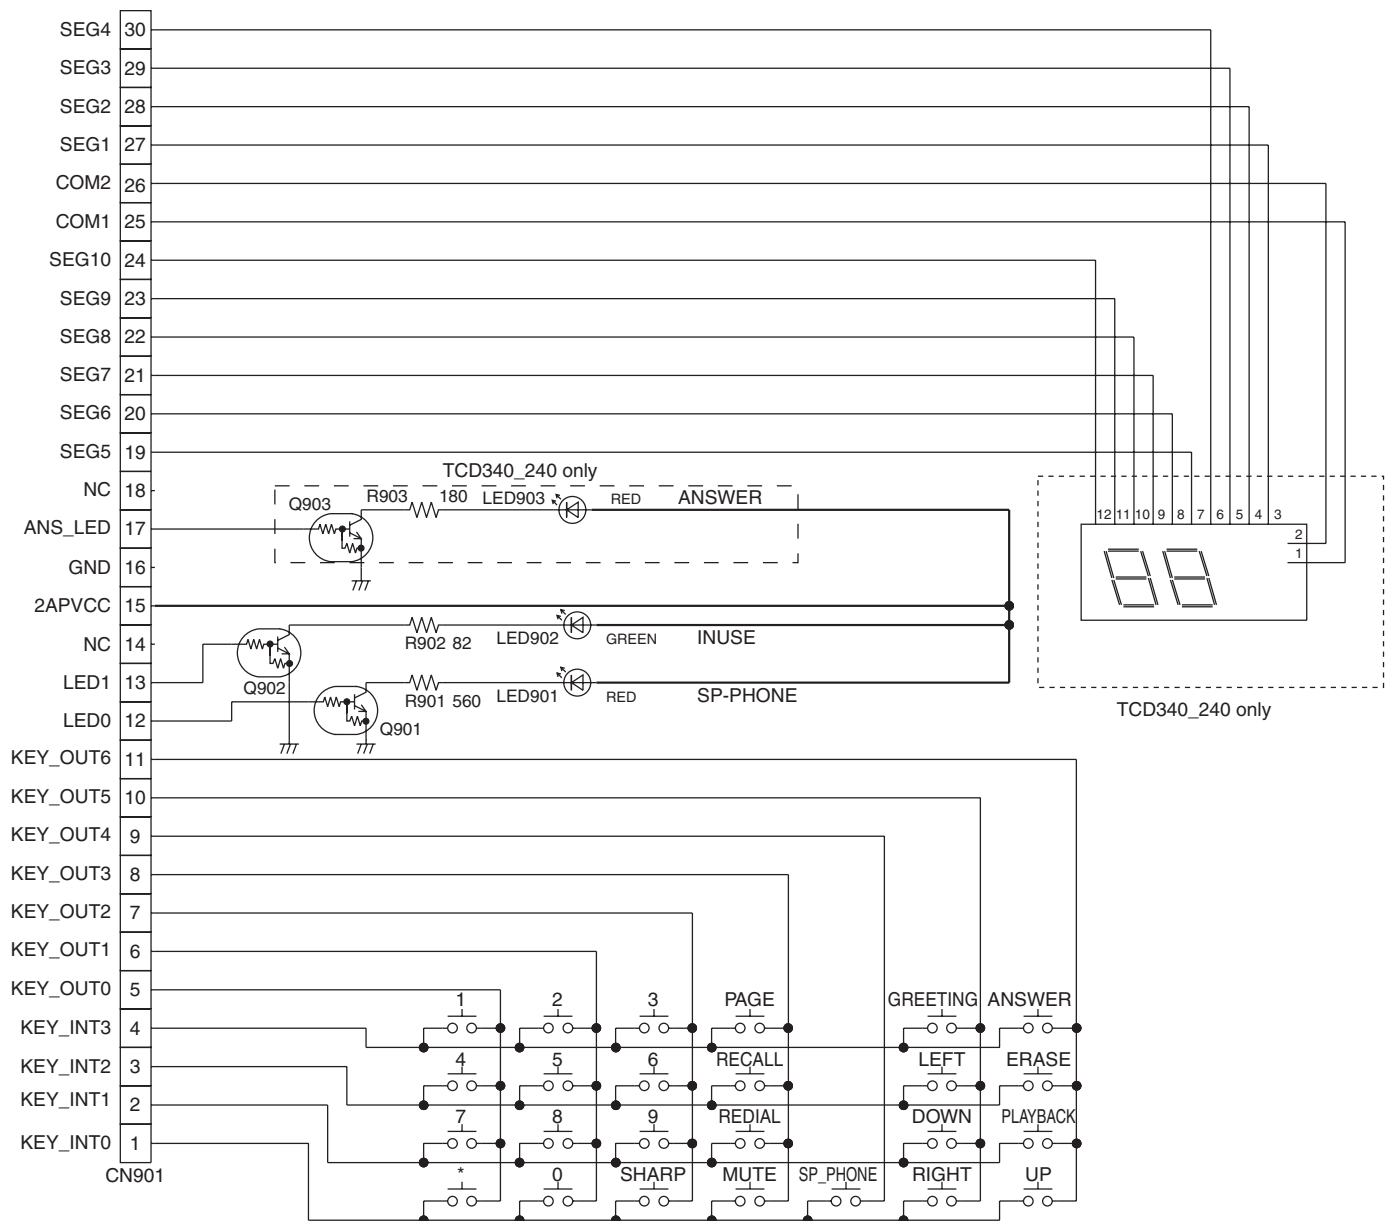 SEG4 30
SEG3 29
SEG2 28
SEG1 27
COM2 26
COM1 25
SEG10 24
SEG9 23
SEG8 22
SEG7 21
SEG6 20
SEG5 19
TCD340_240 only
NC 18
Q903 R903 180 LED903 RED ANSWER
12 11 10 9 8 7 6 5 4 3
ANS_LED 17
2
1
GND 16
2APVCC 15
NC 14
R902 82 LED902 GREEN INUSE
LED1 13
Q902
R901 560 LED901 RED SP-PHONE
LED0 12
Q901
TCD340_240 only
KEY_OUT6 11
KEY_OUT5 10
KEY_OUT4 9
KEY_OUT3 8
KEY_OUT2 7
KEY_OUT1 6
KEY_OUT0 5
1 2 3 PAGE GREETING ANSWER
KEY_INT3 4
4 5 6 RECALL LEFT ERASE
KEY_INT2 3
KEY_INT1 2
7 8 9 REDIAL DOWN PLAYBACK
KEY_INT0 1
CN901
* 0 SHARP MUTE SP_PHONE RIGHT UP